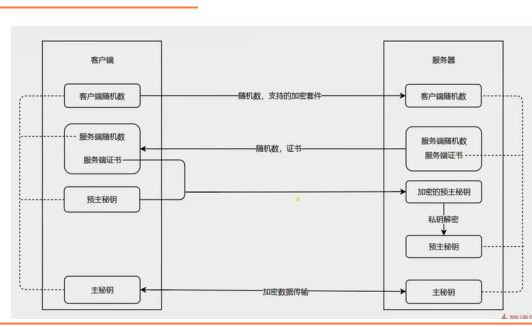 客户端
服务器
客户端随机数
随机数，支持的加密套件
客户端随机数
服务端随机数
服务端证书
随机数，证书
服务端随机数
服务端证书
预主秘钥
加密的预主秘钥
私钥解密
预主秘钥
主秘钥
加密数据传输
主秘钥